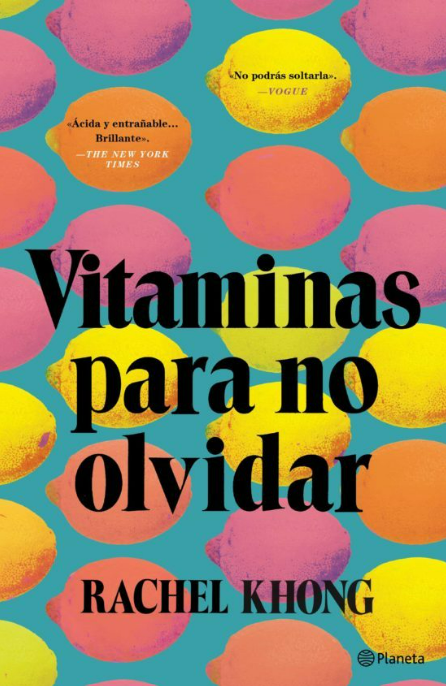 «No podrás soltarla».
—VOGUE
«Ácida y entrañable...
Brillante».
—THE NEW YORK
TIMES
Vitaminas
para no
olvidar
RACHEL KHONG
Planeta